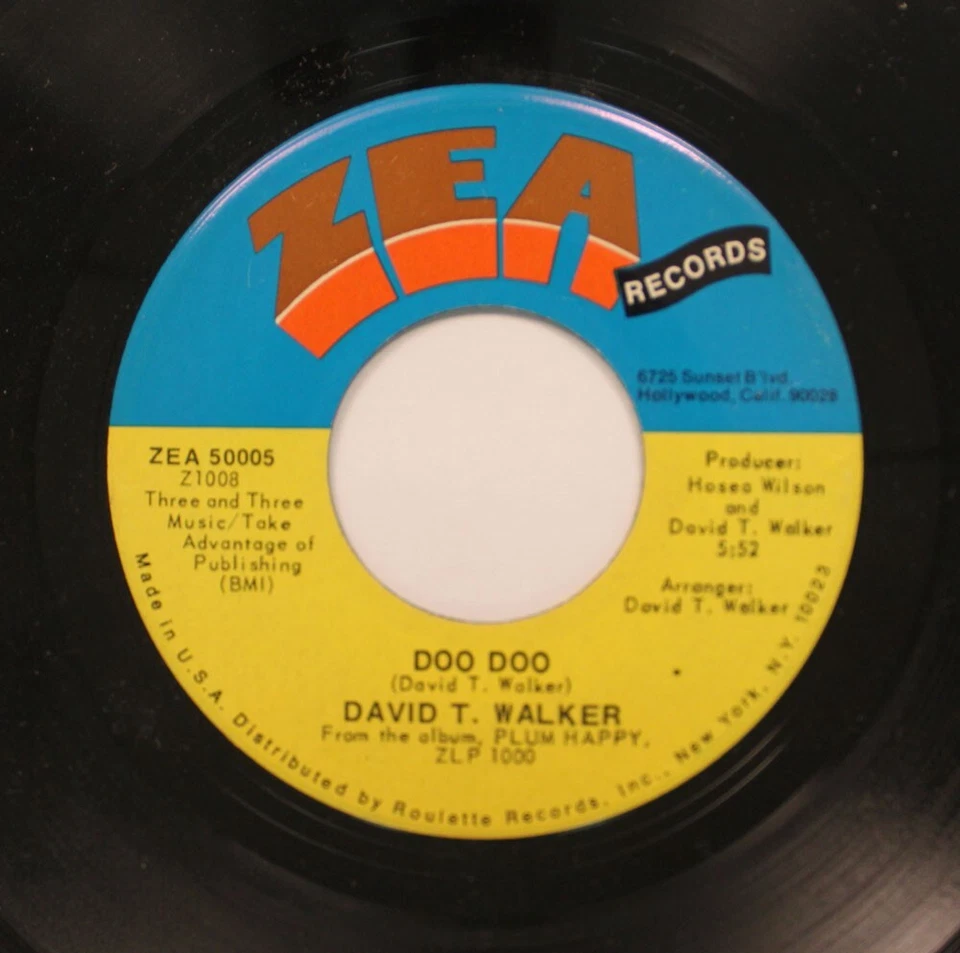 ZEA
RECORDS
6725 Sunset B'lvd.
Hollywood, Calif. 90028
ZEA 50005
Z1008
Three and Three
Music/Take
Advantage of
Publishing
(BMI)
Producer:
Hosea Wilson
and
David T. Walker
5:52
Arranger:
David T. Walker
DOO DOO
(David T. Walker)
DAVID T. WALKER
From the album, PLUM HAPPY,
ZLP 1000
Made in U.S.A. Distributed by Roulette Records, Inc., New York, N.Y. 10023